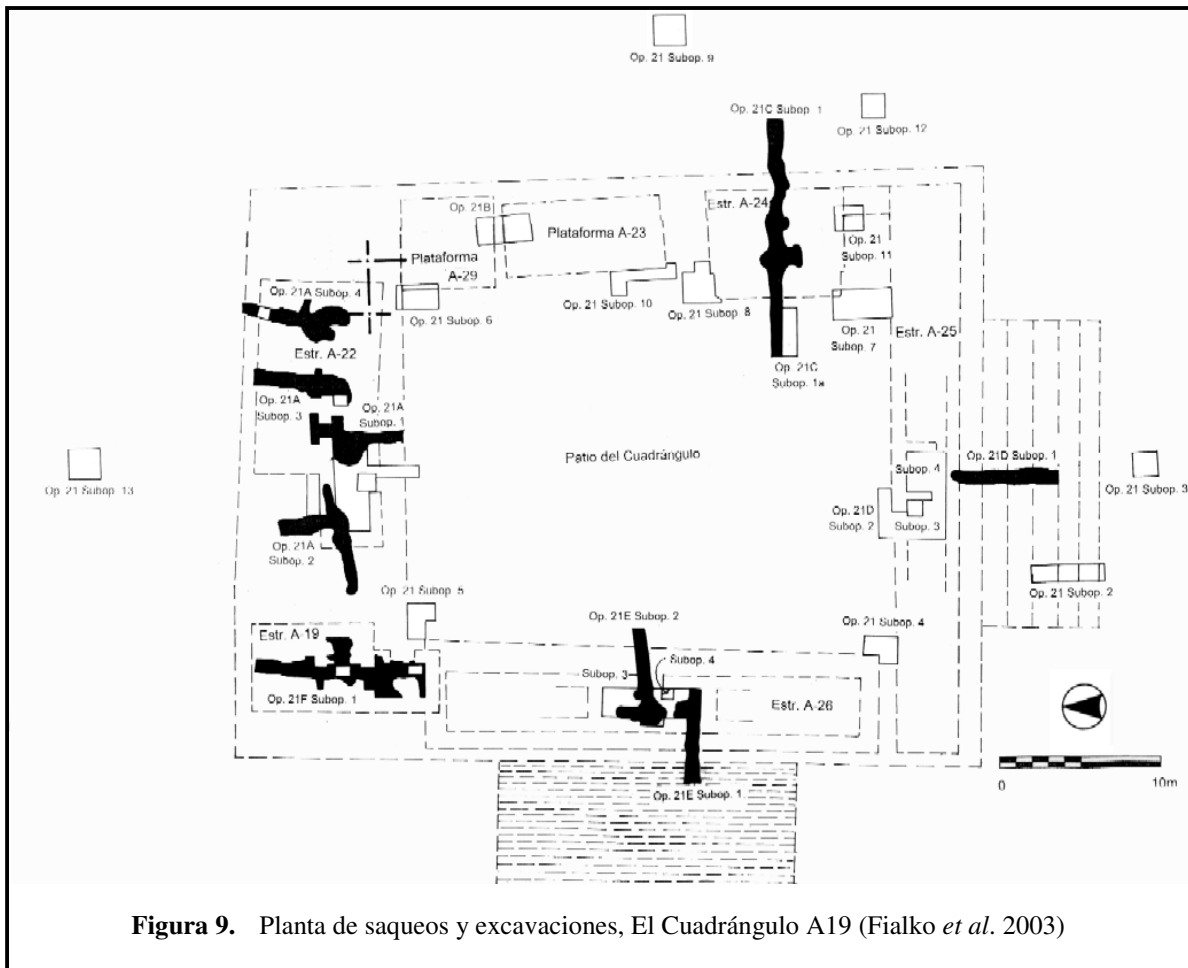 Op. 21 Subop. 9
Op. 21C Subop. 1
Op. 21 Subop. 12
Op. 21B
Estr. A-24
Plataforma A-23
Plataforma
A-29
Op. 21
Subop.
11
Op. 21A Subop. 4
Op. 21 Subop. 6
Op. 21 Subop. 10
Op. 21 Subop. 8
Op. 21
Subop.
7
Estr. A-25
Estr. A-22
Op. 21C
Subop. 1a
Op. 21A
Subop. 3
Op. 21A
Subop. 1
Patio del Cuadrángulo
Op. 21 Subop. 13
Subop. 4
Op. 21D Subop. 1
Op. 21 Subop. 3
Op. 21D
Subop. 2
Subop. 3
Op. 21A
Subop. 2
Op. 21 Subop. 5
Op. 21 Subop. 2
Op. 21E Subop. 2
Op. 21 Subop. 4
Estr. A-19
Subop. 4
Subop. 3
Op. 21F Subop. 1
Estr. A-26
0
10m
Op. 21E Subop. 1
Figura 9. Planta de saqueos y excavaciones, El Cuadrángulo A19 (Fialko et al. 2003)